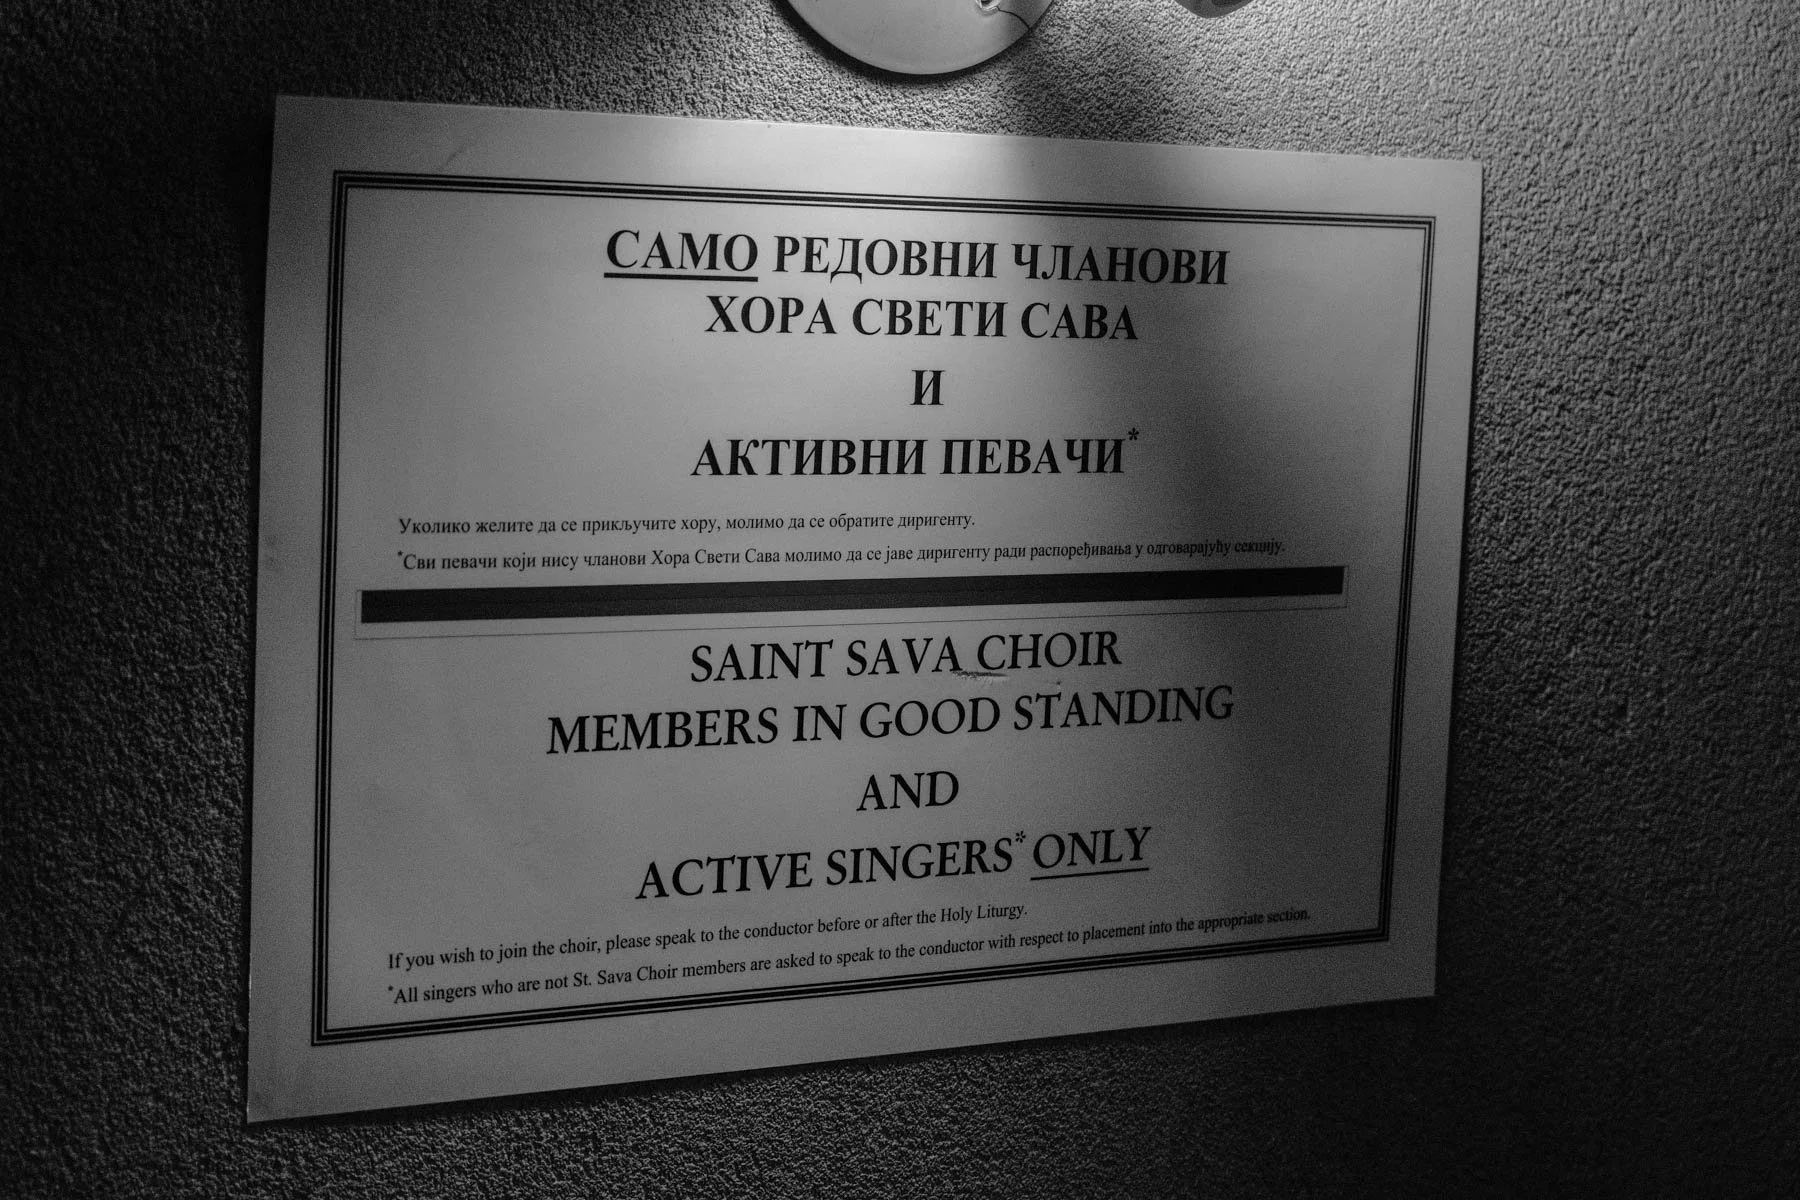 САМО РЕДОВНИ ЧЛАНОВИ
ХОРА СВЕТИ САВА
И
АКТИВНИ ПЕВАЧИ*
Уколико желите да се прикључите хору, молимо да се обратите диригенту.
*Сви певачи који нису чланови Хора Свети Сава молимо да се јаве диригенту ради распоређивања у одговарајућу секцију.
SAINT SAVA CHOIR
MEMBERS IN GOOD STANDING
AND
ACTIVE SINGERS* ONLY
If you wish to join the choir, please speak to the conductor before or after the Holy Liturgy.
*All singers who are not St. Sava Choir members are asked to speak to the conductor with respect to placement into the appropriate section.